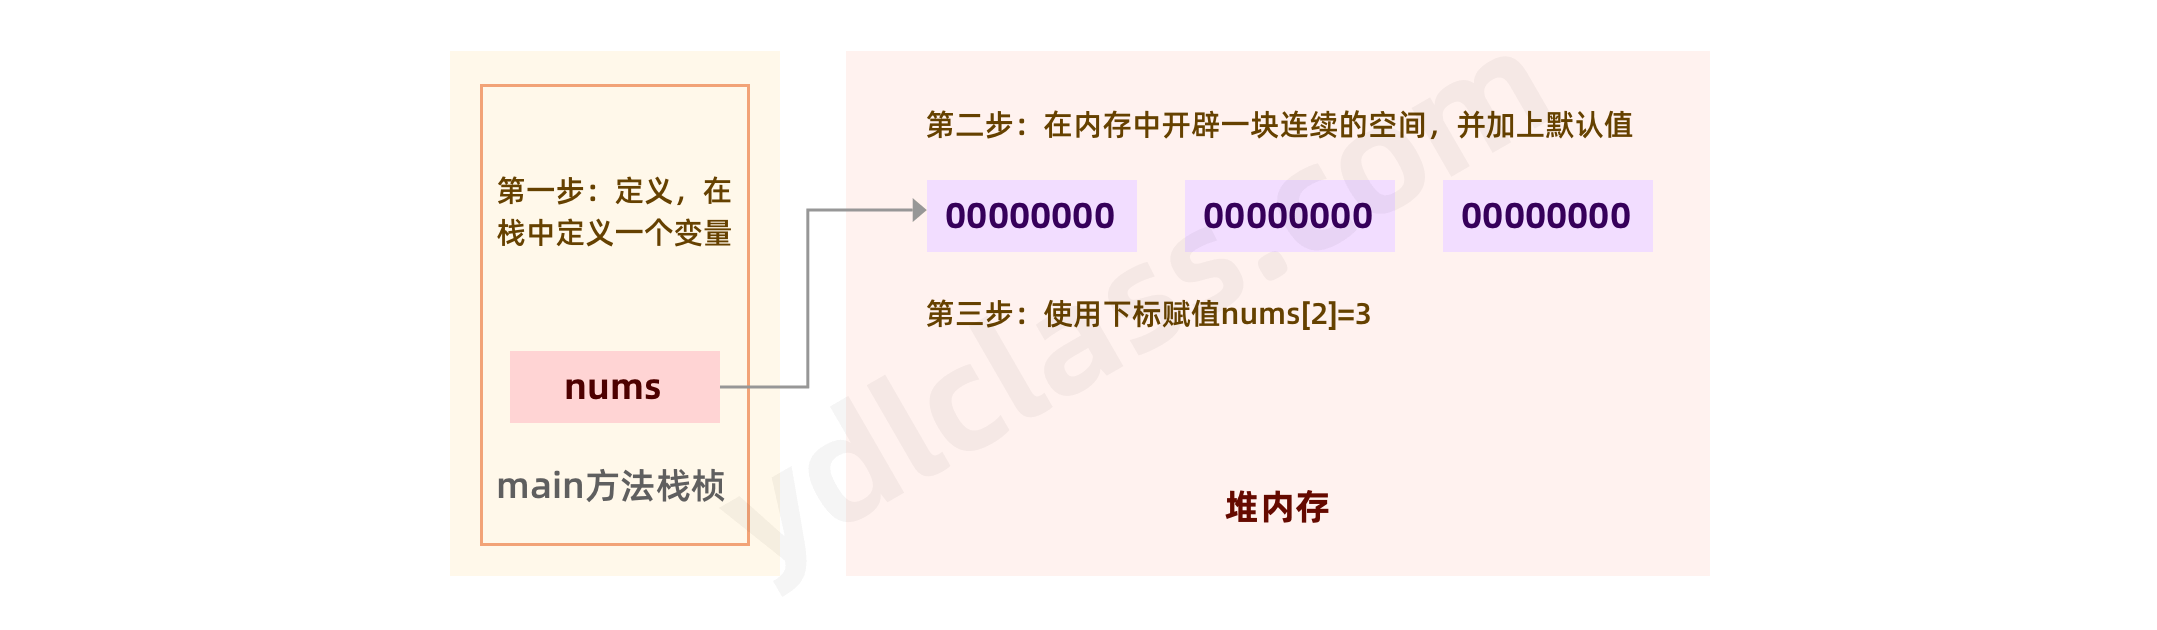 第一步：定义，在
栈中定义一个变量
nums
main方法栈桢
第二步：在内存中开辟一块连续的空间，并加上默认值
00000000 00000000 00000000
第三步：使用下标赋值nums[2]=3
堆内存
ydlclass.com